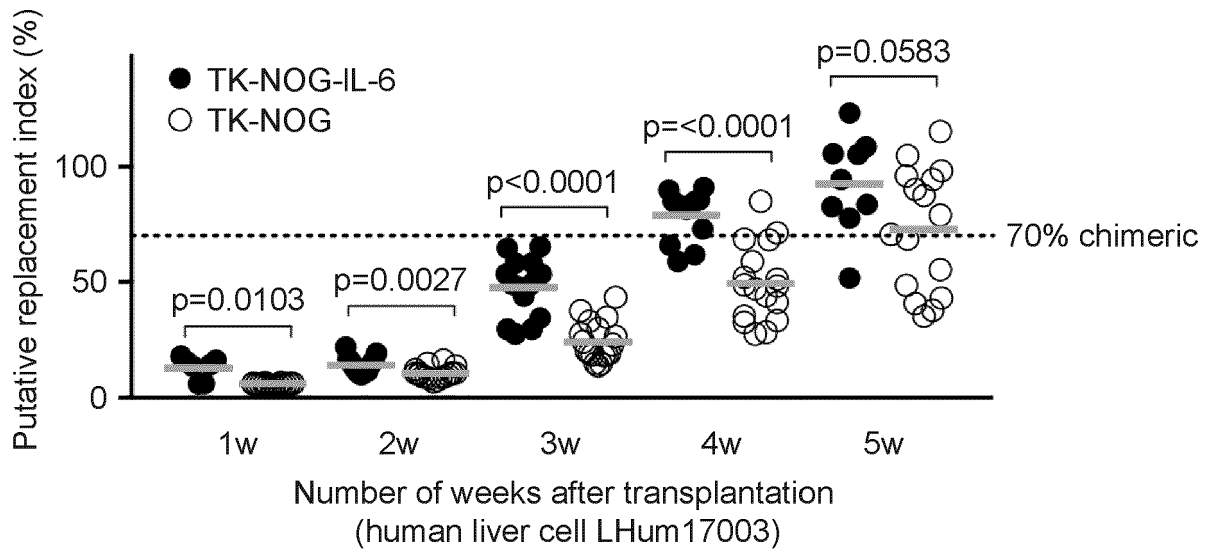 Putative replacement index (%)
TK-NOG-IL-6
TK-NOG
100
50
0
p=0.0103
p=0.0027
p<0.0001
p=<0.0001
p=0.0583
70% chimeric
1w
2w
3w
4w
5w
Number of weeks after transplantation
(human liver cell LHum17003)